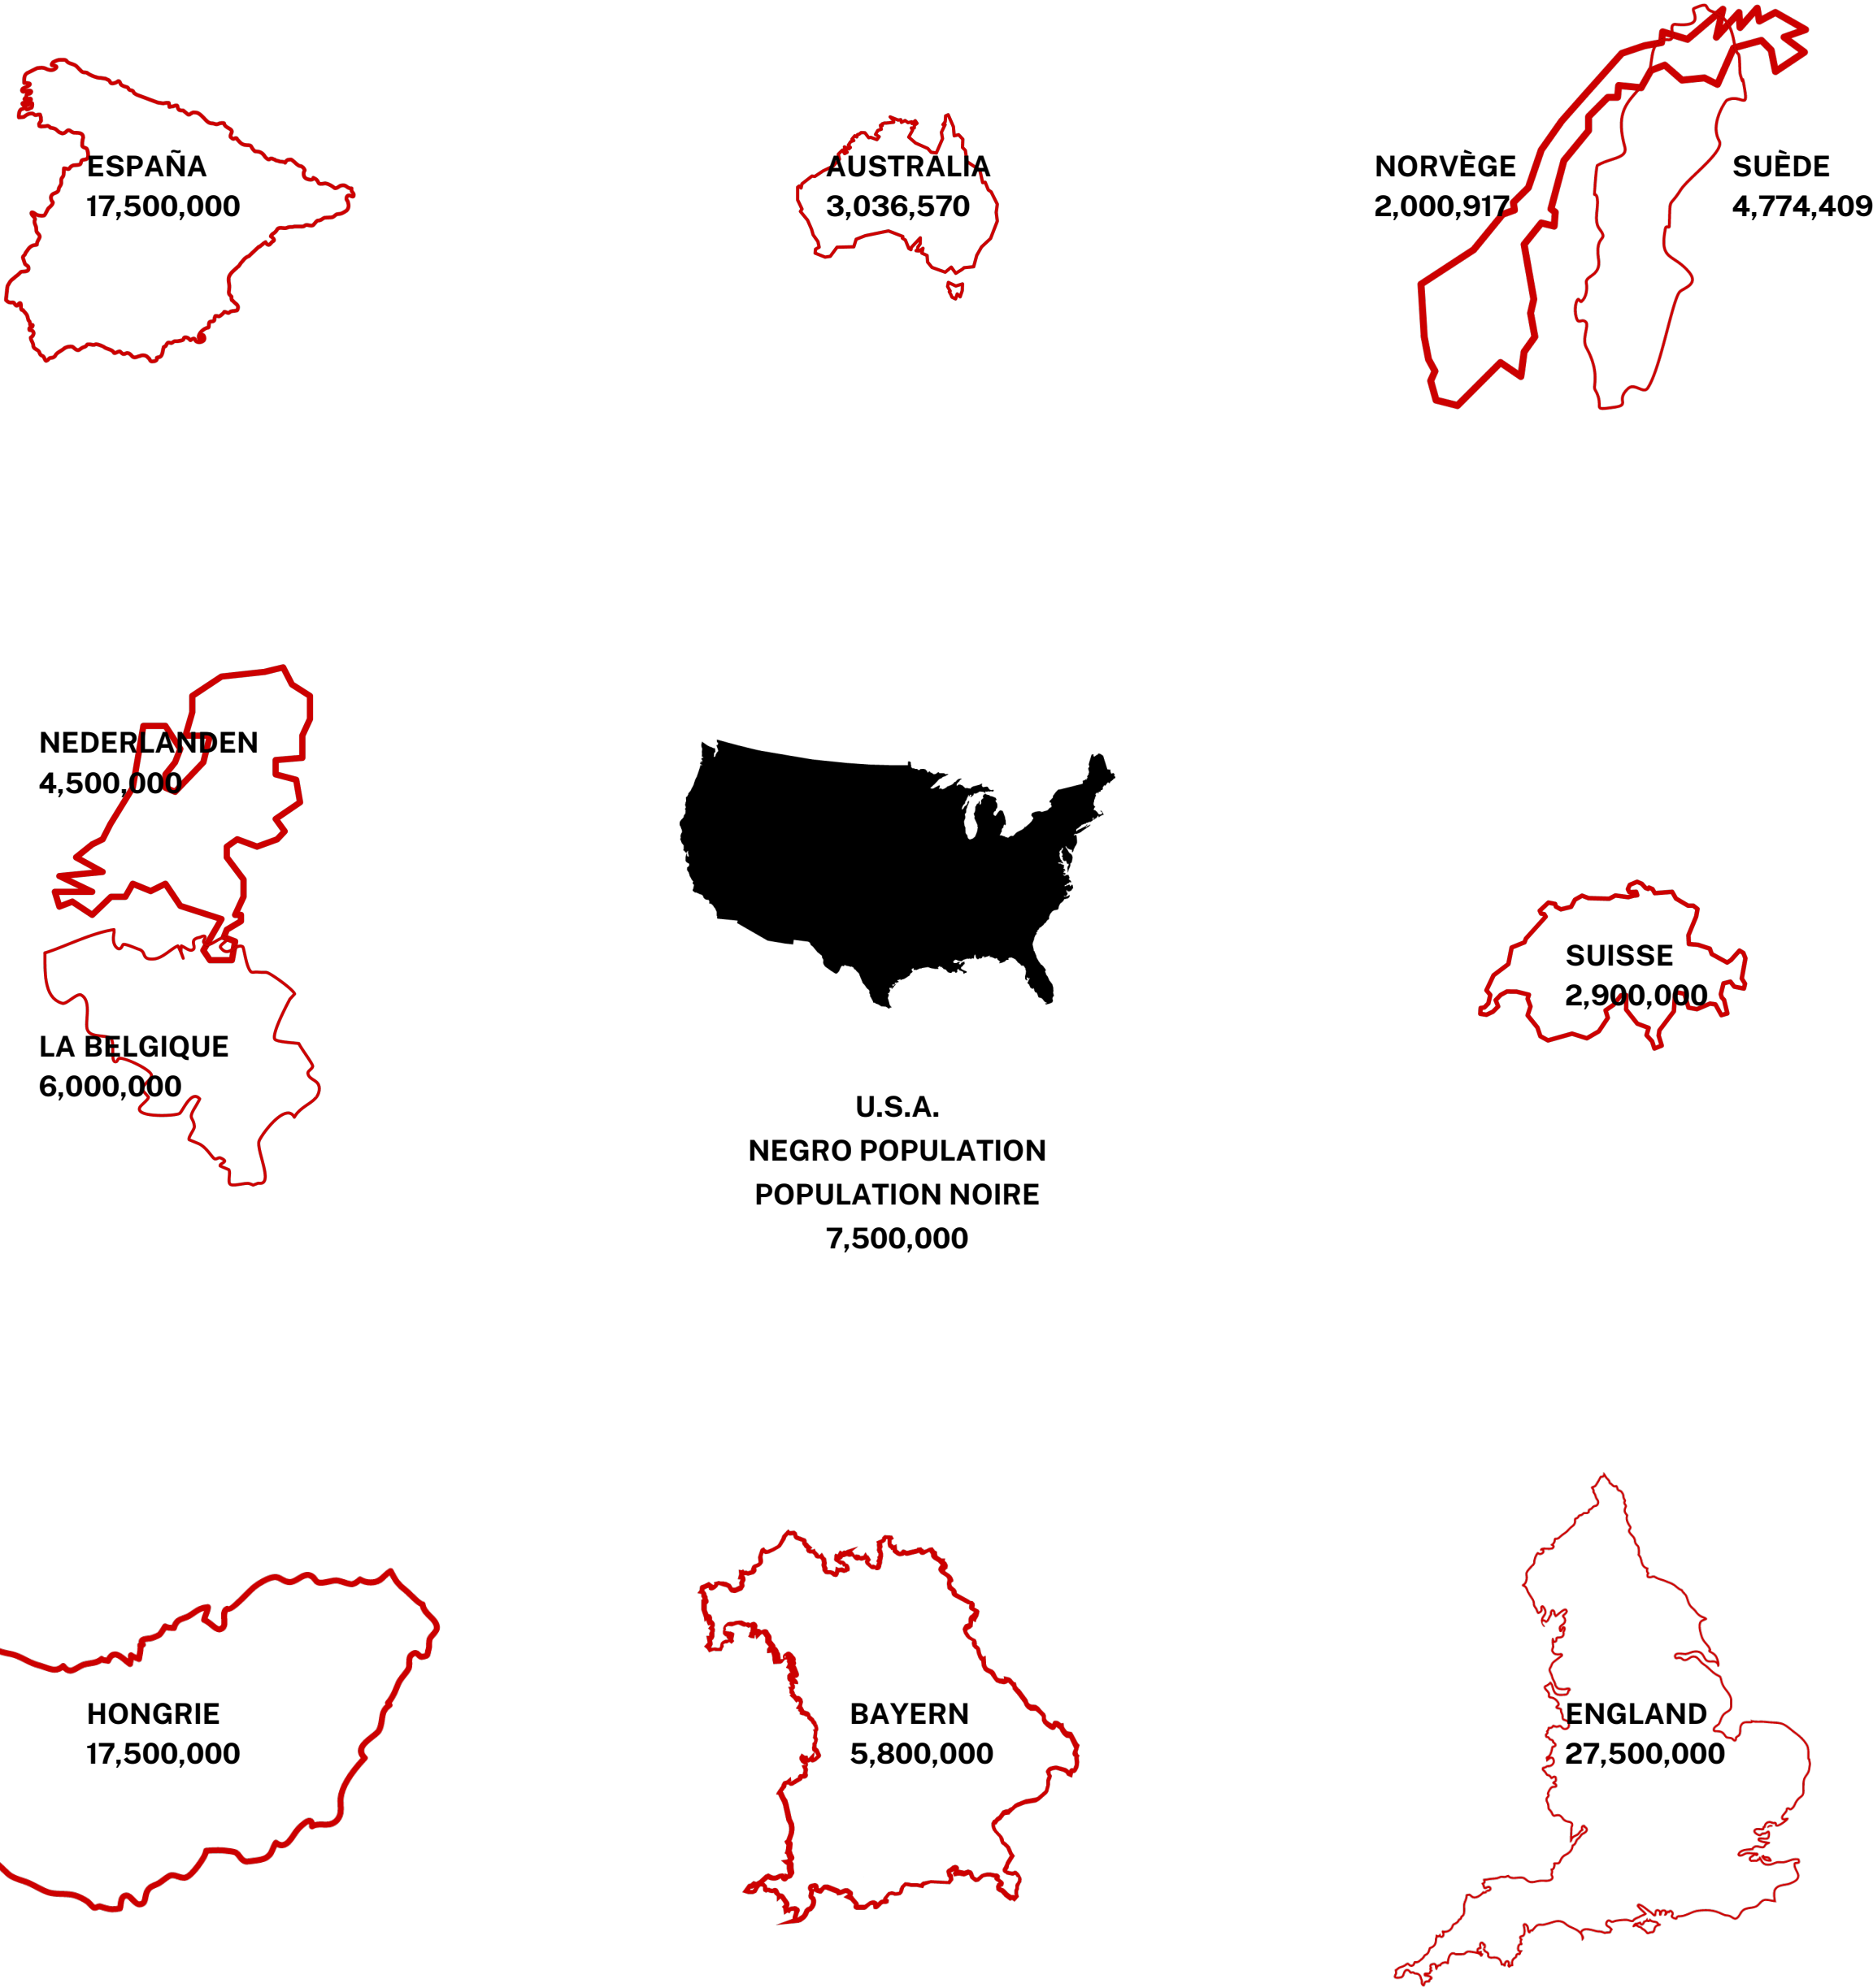 ESPAÑA
17,500,000
AUSTRALIA
3,036,570
NORVÈGE
2,000,917
SUÈDE
4,774,409
NEDERLANDEN
4,500,000
LA BELGIQUE
6,000,000
U.S.A.
NEGRO POPULATION
POPULATION NOIRE
7,500,000
SUISSE
2,900,000
HONGRIE
17,500,000
BAYERN
5,800,000
ENGLAND
27,500,000